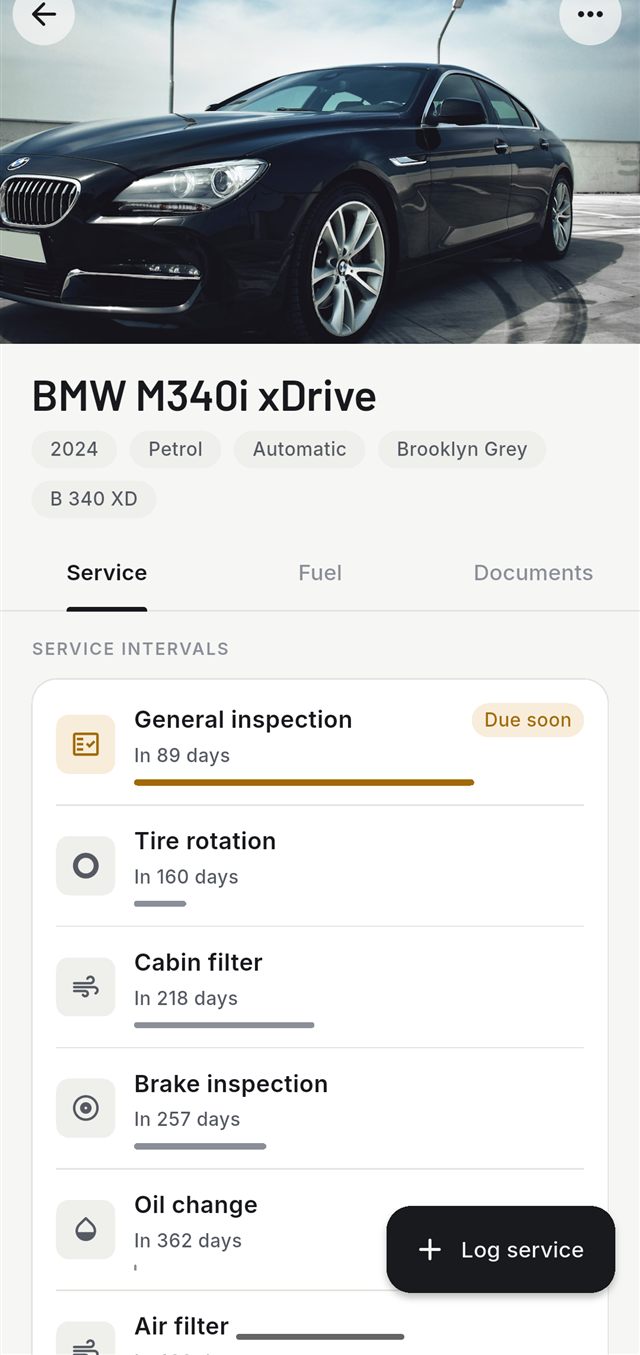 BMW M340i xDrive
2024
Petrol
Automatic
Brooklyn Grey
B 340 XD
Service
Fuel
Documents
SERVICE INTERVALS
General inspection
Due soon
In 89 days
Tire rotation
In 160 days
Cabin filter
In 218 days
Brake inspection
In 257 days
Oil change
In 362 days
Log service
Air filter